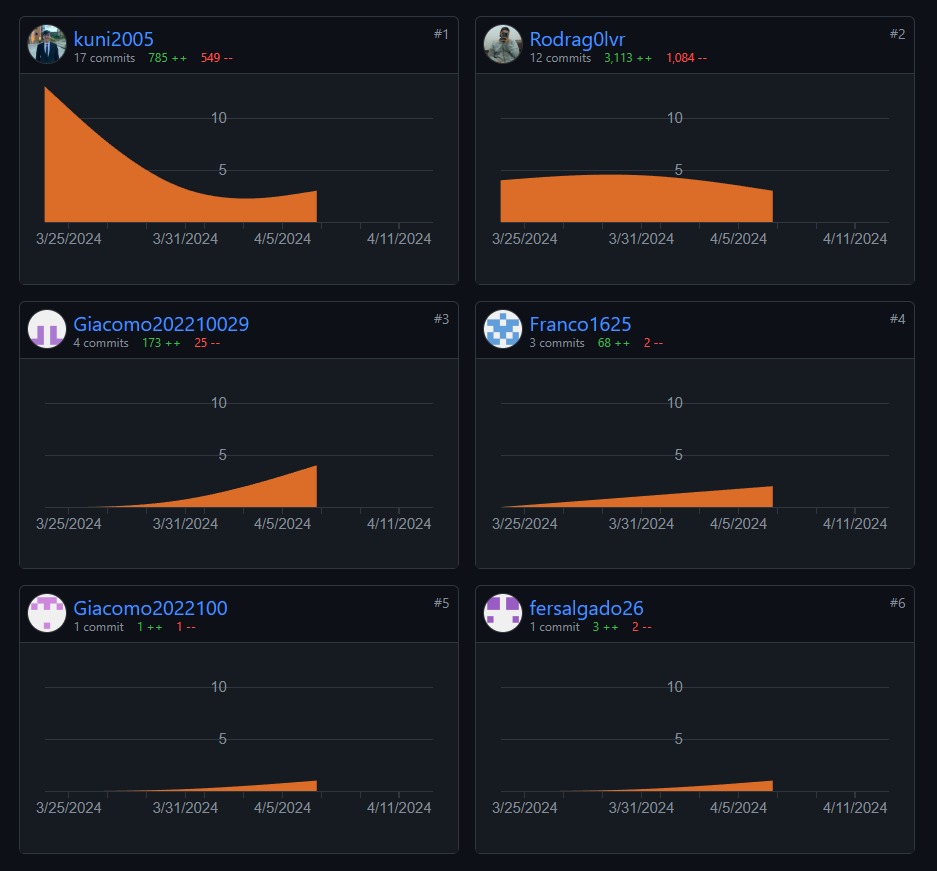 kuni2005
#1
17 commits 785 ++ 549 --
10
5
3/25/2024 3/31/2024 4/5/2024 4/11/2024
Rodrag0lvr
#2
12 commits 3,113 ++ 1,084 --
10
5
3/25/2024 3/31/2024 4/5/2024 4/11/2024
Giacomo202210029
#3
4 commits 173 ++ 25 --
10
5
3/25/2024 3/31/2024 4/5/2024 4/11/2024
Franco1625
#4
3 commits 68 ++ 2 --
10
5
3/25/2024 3/31/2024 4/5/2024 4/11/2024
Giacomo2022100
#5
1 commit 1 ++ 1 --
10
5
3/25/2024 3/31/2024 4/5/2024 4/11/2024
fersalgado26
#6
1 commit 3 ++ 2 --
10
5
3/25/2024 3/31/2024 4/5/2024 4/11/2024